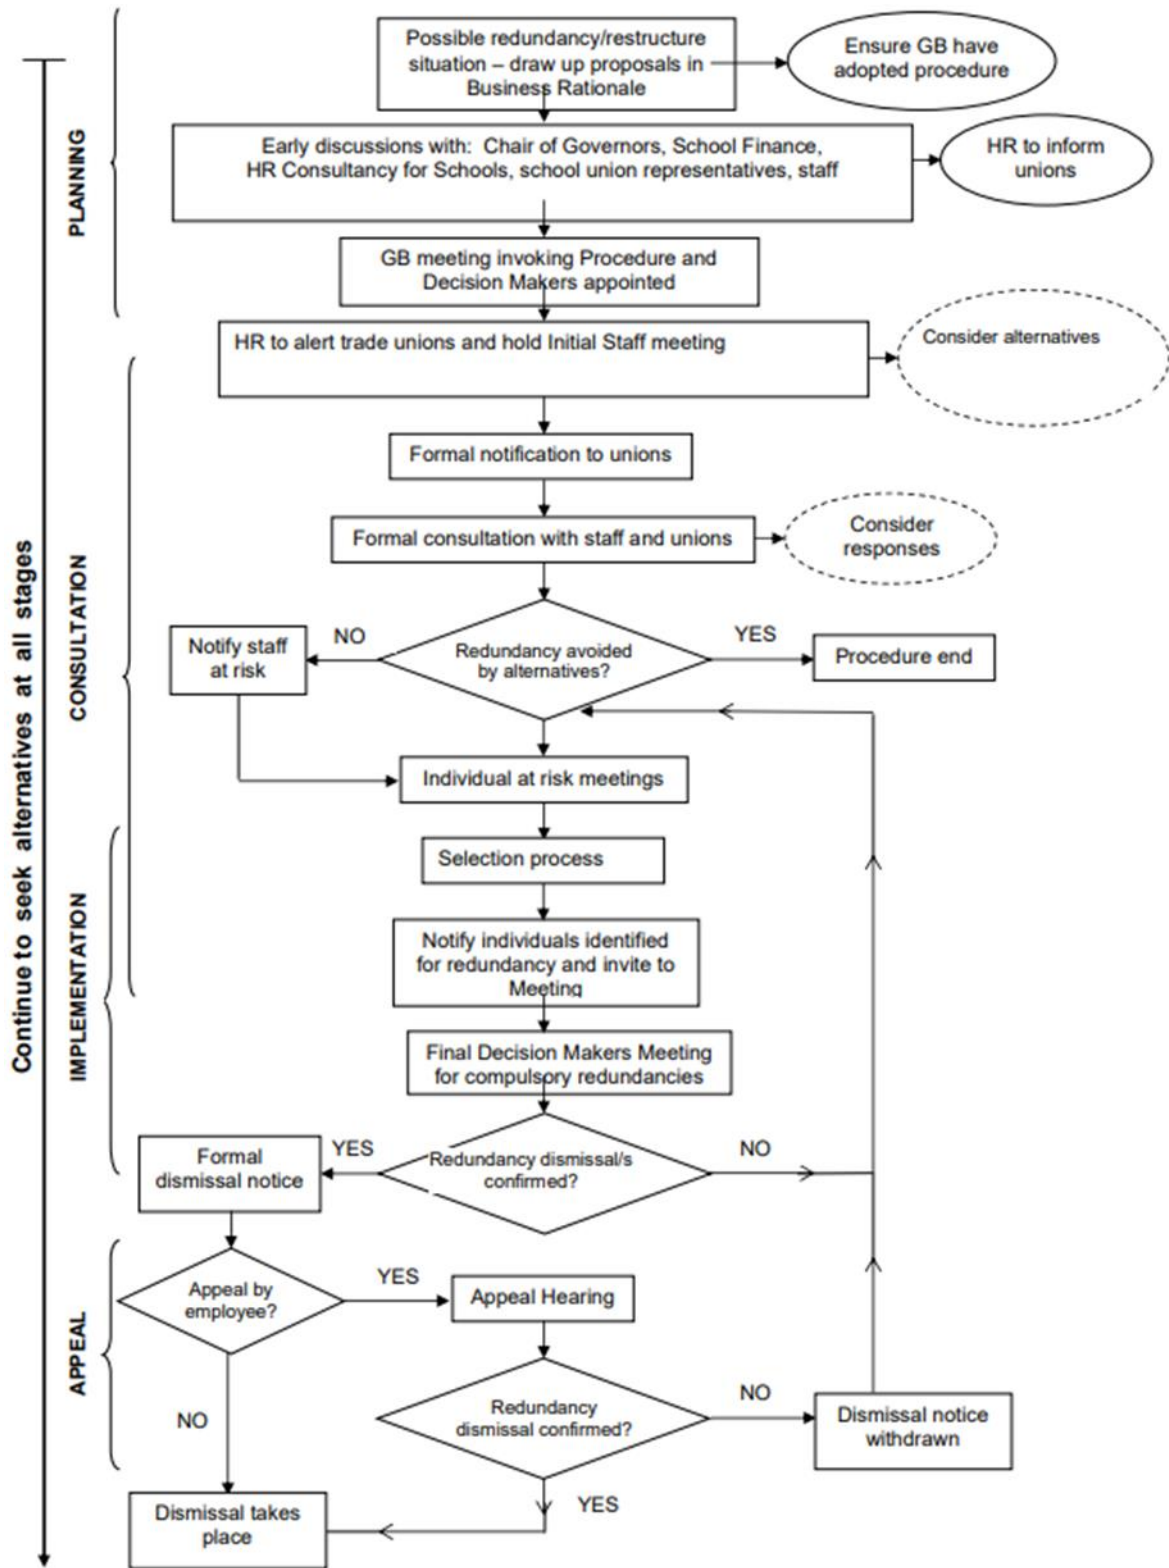 Possible redundancy/restructure
situation – draw up proposals in
Business Rationale
Ensure GB have
adopted procedure
PLANNING
Early discussions with:  Chair of Governors, School Finance,
HR Consultancy for Schools, school union representatives, staff
HR to inform
unions
GB meeting invoking Procedure and
Decision Makers appointed
HR to alert trade unions and hold Initial Staff meeting
Consider alternatives
Formal notification to unions
Formal consultation with staff and unions
Consider
responses
Continue to seek alternatives at all stages
CONSULTATION
Notify staff
at risk
NO
Redundancy avoided
by alternatives?
YES
Procedure end
Individual at risk meetings
Selection process
IMPLEMENTATION
Notify individuals identified
for redundancy and invite to
Meeting
Final Decision Makers Meeting
for compulsory redundancies
Formal
dismissal notice
YES
Redundancy dismissal/s
confirmed?
NO
APPEAL
Appeal by
employee?
YES
Appeal Hearing
NO
Redundancy
dismissal confirmed?
NO
Dismissal notice
withdrawn
YES
Dismissal takes
place